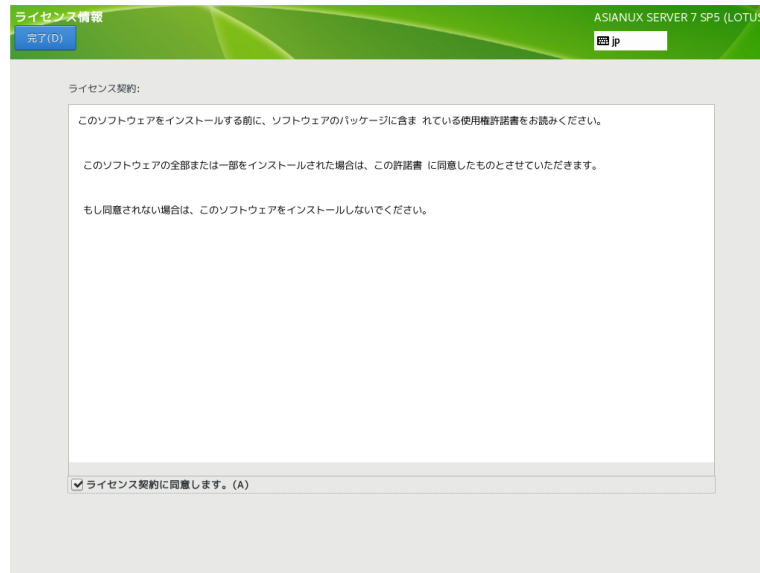 ライセンス情報
ASIANUX SERVER 7 SP5 (LOTUS
完了(D)
jp
ライセンス契約:
このソフトウェアをインストールする前に、ソフトウェアのパッケージに含ま れている使用権許諾書をお読みください。
このソフトウェアの全部または一部をインストールされた場合は、この許諾書 に同意したものとさせていただきます。
もし同意されない場合は、このソフトウェアをインストールしないでください。
ライセンス契約に同意します。(A)